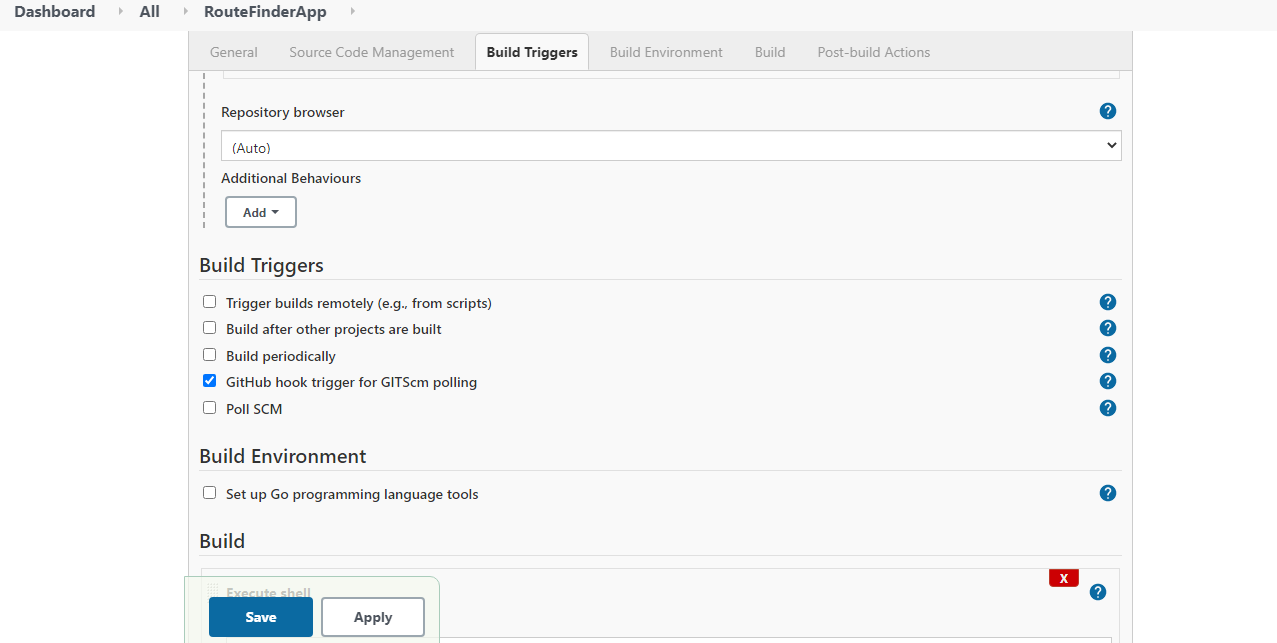 Dashboard All RouteFinderApp
General Source Code Management Build Triggers Build Environment Build Post-build Actions
Repository browser ?
(Auto)
Additional Behaviours
Add
Build Triggers
Trigger builds remotely (e.g., from scripts) ?
Build after other projects are built ?
Build periodically ?
GitHub hook trigger for GITScm polling ?
Poll SCM ?
Build Environment
Set up Go programming language tools ?
Build
X
Execute shell ?
Save Apply